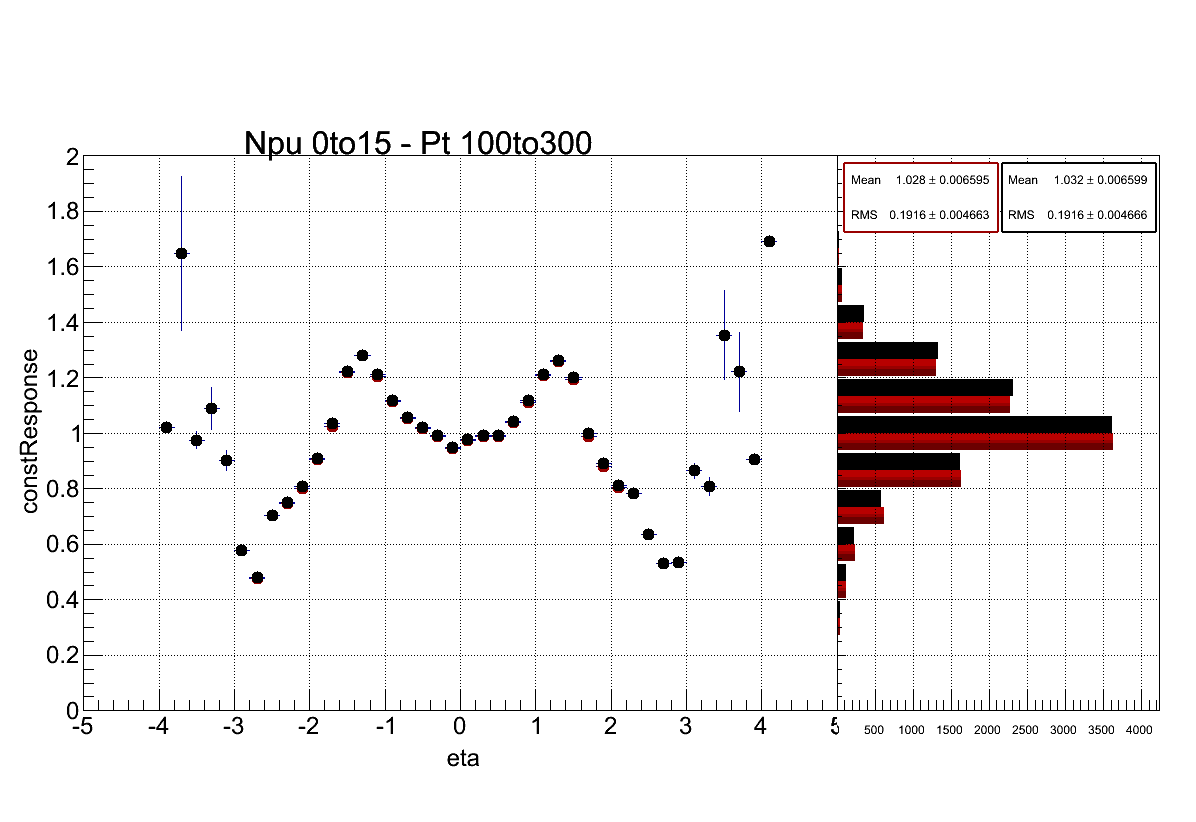 Npu 0to15 - Pt 100to300
2
1.8
1.6
1.4
1.2
1
0.8
0.6
0.4
0.2
0
constResponse
-5 -4 -3 -2 -1 0 1 2 3 4
eta
Mean 1.028 ± 0.006595
RMS 0.1916 ± 0.004663
Mean 1.032 ± 0.006599
RMS 0.1916 ± 0.004666
500 1000 1500 2000 2500 3000 3500 4000